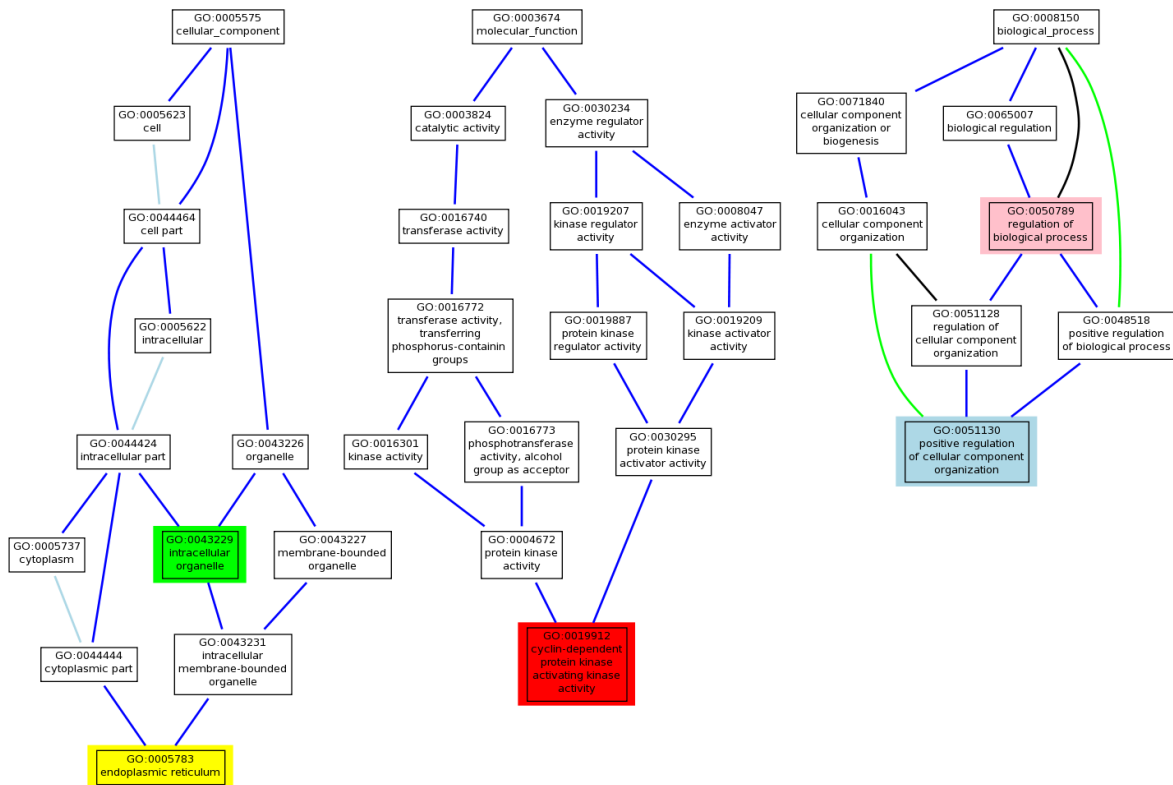 GO:0005575
cellular_component
GO:0003674
molecular_function
GO:0008150
biological_process
GO:0005623
cell
GO:0003824
catalytic activity
GO:0030234
enzyme regulator
activity
GO:0071840
cellular component
organization or
biogenesis
GO:0065007
biological regulation
GO:0044464
cell part
GO:0016740
transferase activity
GO:0019207
kinase regulator
activity
GO:0008047
enzyme activator
activity
GO:0016043
cellular component
organization
GO:0050789
regulation of
biological process
GO:0005622
intracellular
GO:0016772
transferase activity,
transferring
phosphorus-containin
groups
GO:0019887
protein kinase
regulator activity
GO:0019209
kinase activator
activity
GO:0051128
regulation of
cellular component
organization
GO:0048518
positive regulation
of biological process
GO:0044424
intracellular part
GO:0043226
organelle
GO:0016301
kinase activity
GO:0016773
phosphotransferase
activity, alcohol
group as acceptor
GO:0030295
protein kinase
activator activity
GO:0051130
positive regulation
of cellular component
organization
GO:0005737
cytoplasm
GO:0043229
intracellular
organelle
GO:0043227
membrane-bounded
organelle
GO:0004672
protein kinase
activity
GO:0044444
cytoplasmic part
GO:0043231
intracellular
membrane-bounded
organelle
GO:0019912
cyclin-dependent
protein kinase
activating kinase
activity
GO:0005783
endoplasmic reticulum